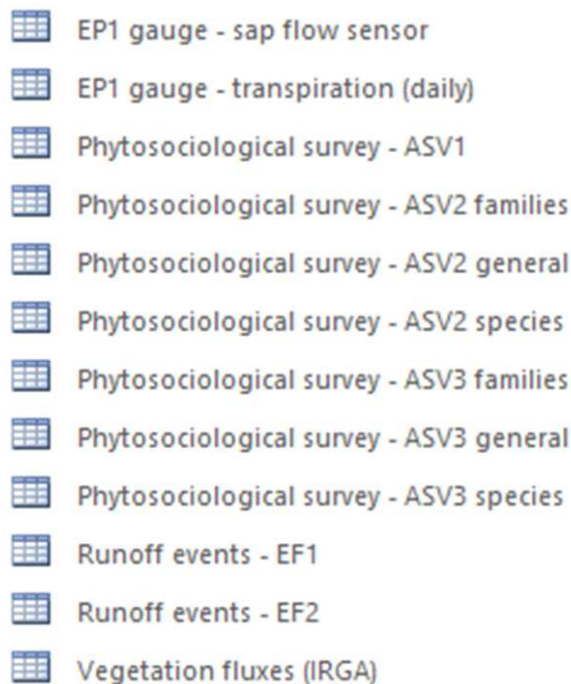 EP1 gauge - sap flow sensor
EP1 gauge - transpiration (daily)
Phytosociological survey - ASV1
Phytosociological survey - ASV2 families
Phytosociological survey - ASV2 general
Phytosociological survey - ASV2 species
Phytosociological survey - ASV3 families
Phytosociological survey - ASV3 general
Phytosociological survey - ASV3 species
Runoff events - EF1
Runoff events - EF2
Vegetation fluxes (IRGA)